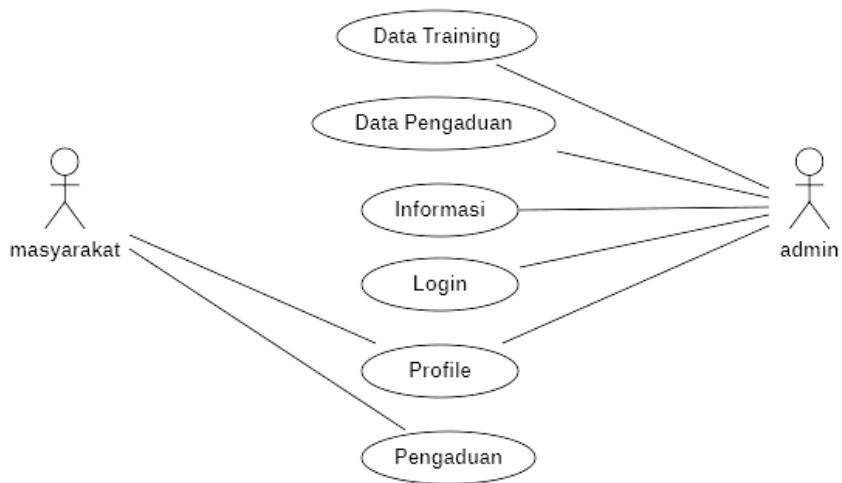 Data Training
Data Pengaduan
Informasi
masyarakat
admin
Login
Profile
Pengaduan